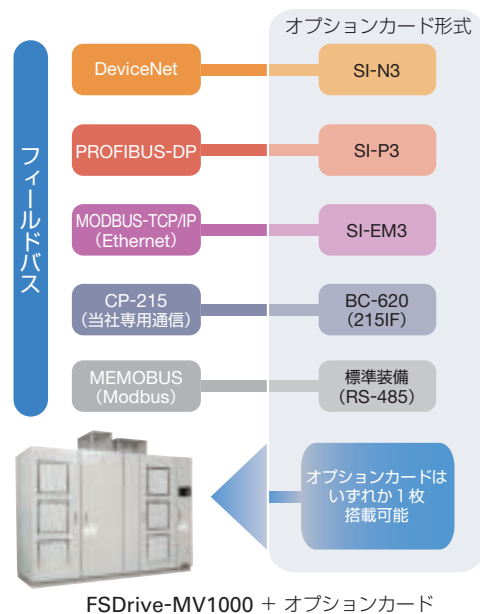 オプションカード形式
フィールドバス
DeviceNet
SI-N3
PROFIBUS-DP
SI-P3
MODBUS-TCP/IP
（Ethernet）
SI-EM3
CP-215
（当社専用通信）
BC-620
（215IF）
MEMOBUS
（Modbus）
標準装備
（RS-485）
オプションカードは
いずれか1枚
搭載可能
FSDrive-MV1000 + オプションカード